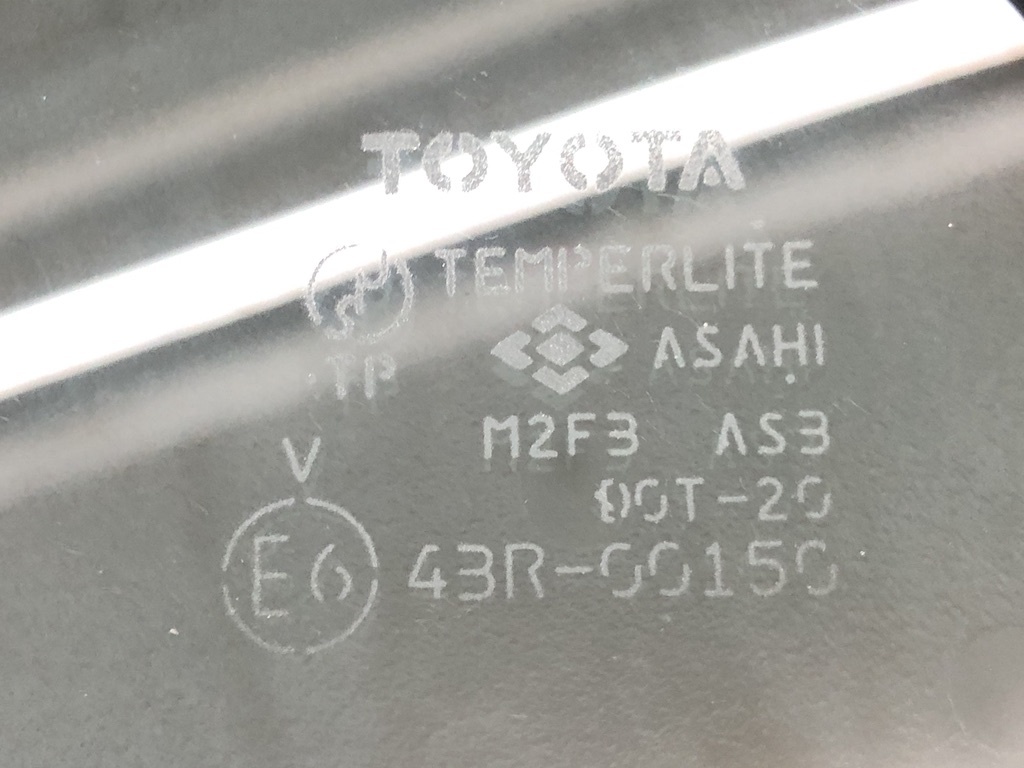 TOYOTA
TEMPERLITE
TP
ASAHI
M2F3 AS3
V
DOT-20
E6 43R-00150